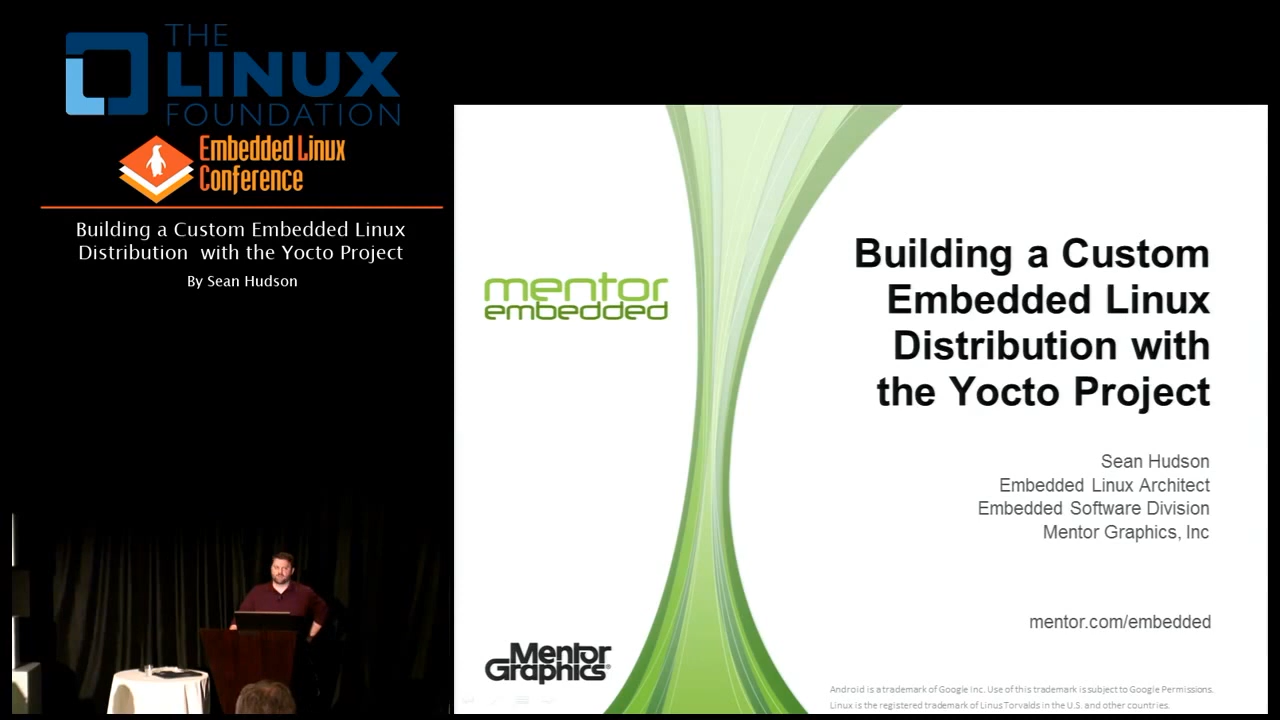 THE
LINUX
FOUNDATION
Embedded Linux
Conference
Building a Custom Embedded Linux
Distribution with the Yocto Project
By Sean Hudson
mentor
embedded
Building a Custom
Embedded Linux
Distribution with
the Yocto Project
Sean Hudson
Embedded Linux Architect
Embedded Software Division
Mentor Graphics, Inc
mentor.com/embedded
Mentor
Graphics®
Android is a trademark of Google Inc. Use of this trademark is subject to Google Permissions.
Linux is the registered trademark of Linus Torvalds in the U.S. and other countries.